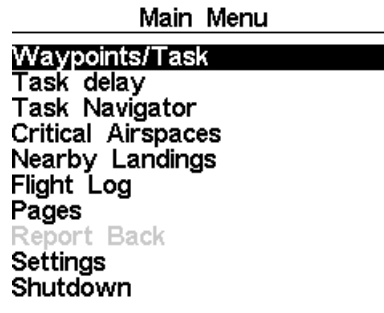 Main Menu
Waypoints/Task
Task delay
Task Navigator
Critical Airspaces
Nearby Landings
Flight Log
Pages
Report Back
Settings
Shutdown